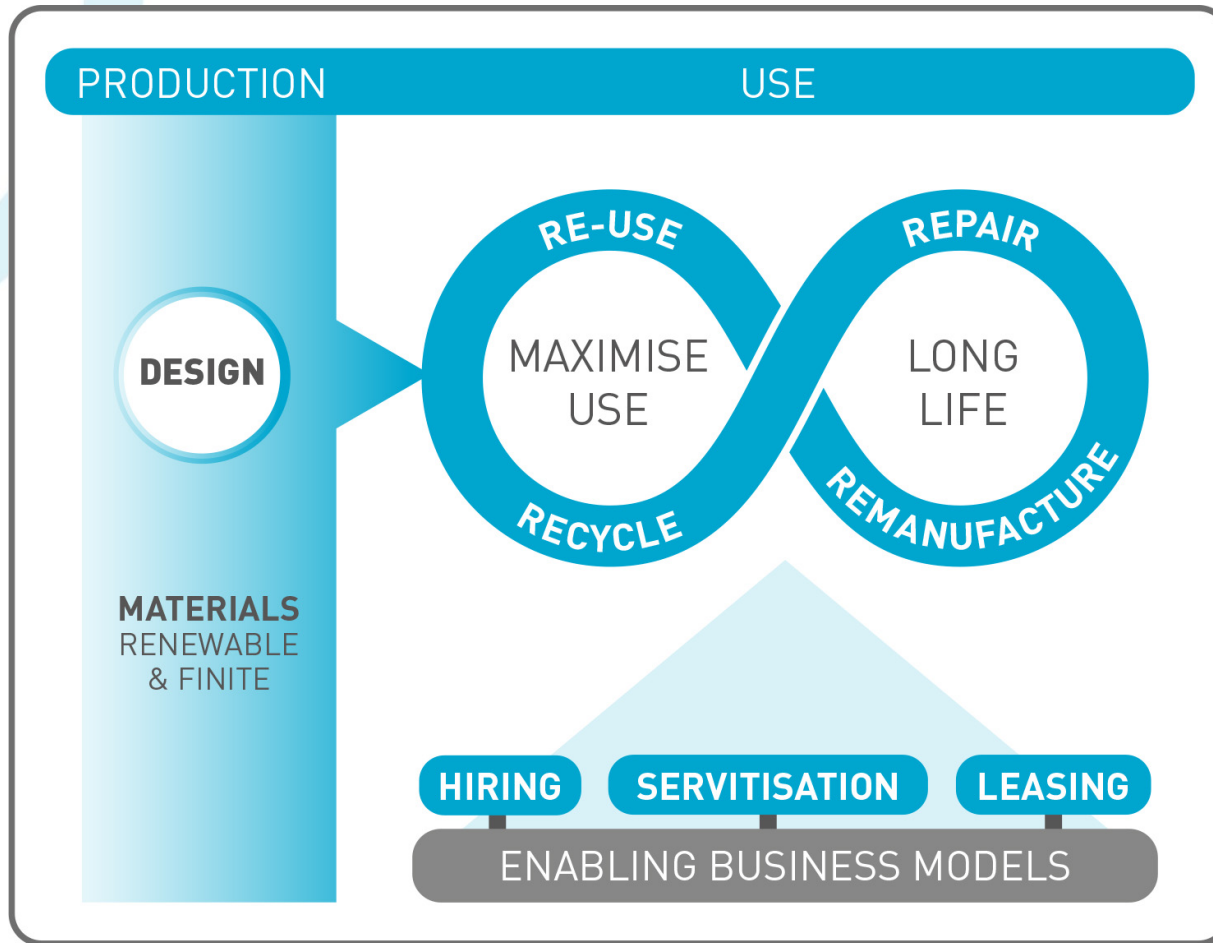 PRODUCTION
USE
DESIGN
MATERIALS
RENEWABLE
& FINITE
RE-USE
REPAIR
MAXIMISE
USE
LONG
LIFE
RECYCLE
REMANUFACTURE
HIRING
SERVITISATION
LEASING
ENABLING BUSINESS MODELS